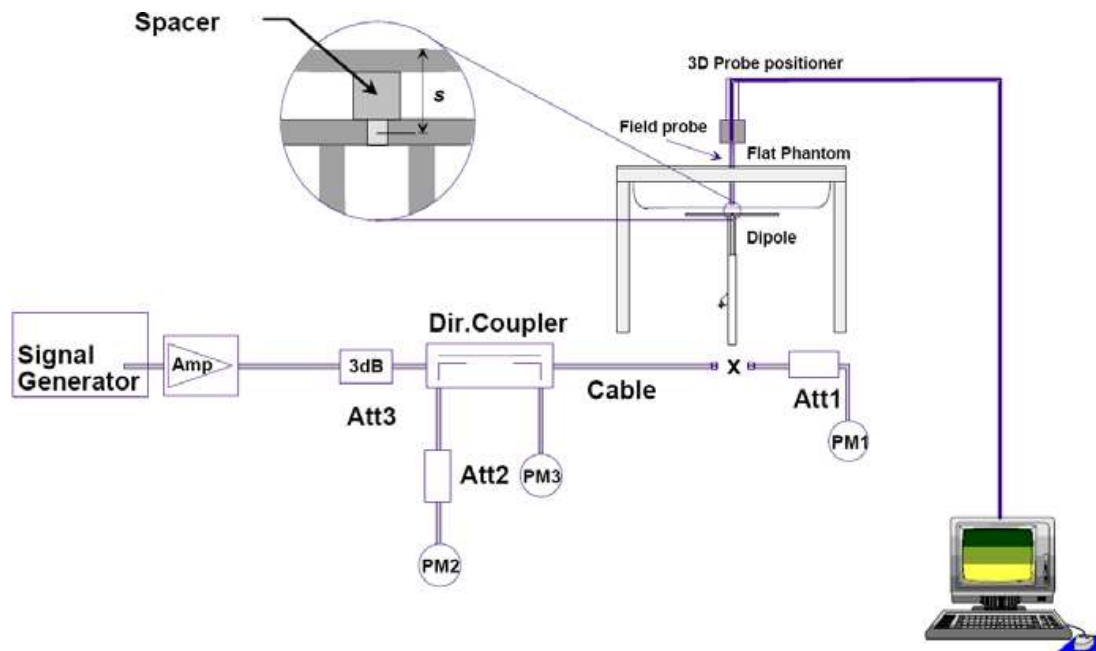 Spacer
s
3D Probe positioner
Field probe
Flat Phantom
Dipole
Dir.Coupler
Signal
Generator
Amp
3dB
Cable
x
Att3
Att1
Att2
PM3
PM1
PM2